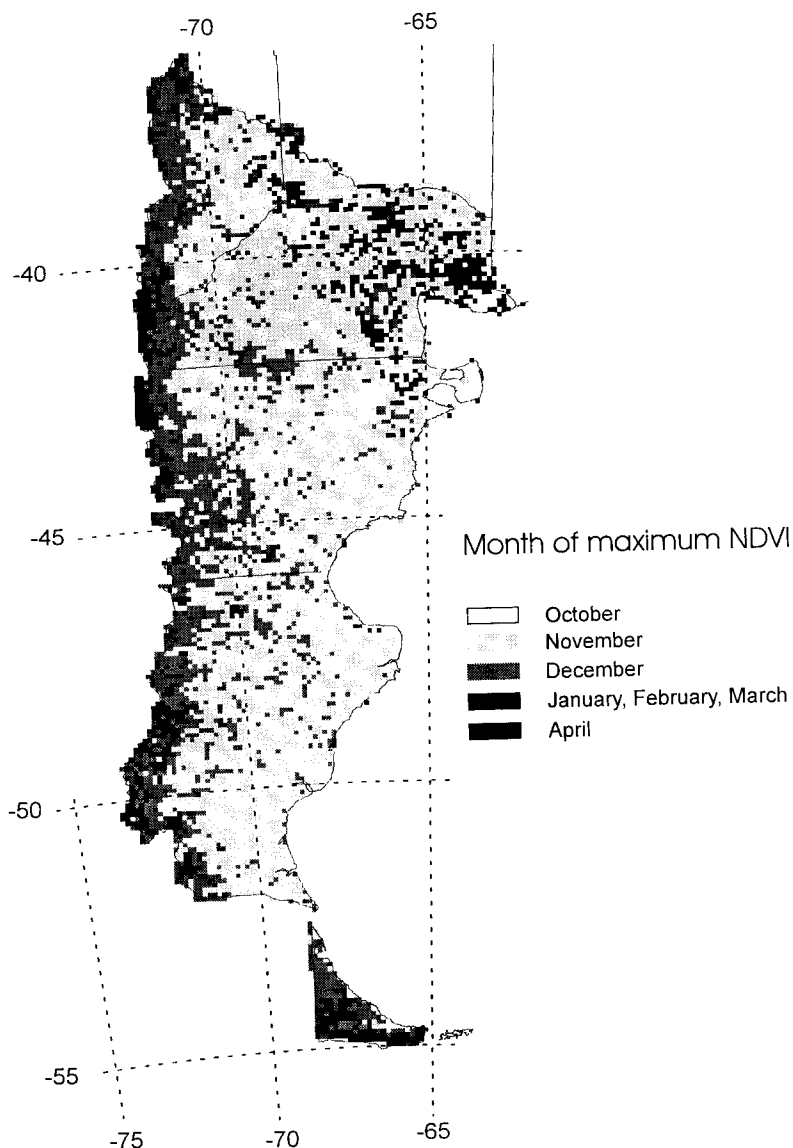 -70
-65
-40
-45
Month of maximum NDVI
October
November
December
January, February, March
April
-50
-55
-75
-70
-65